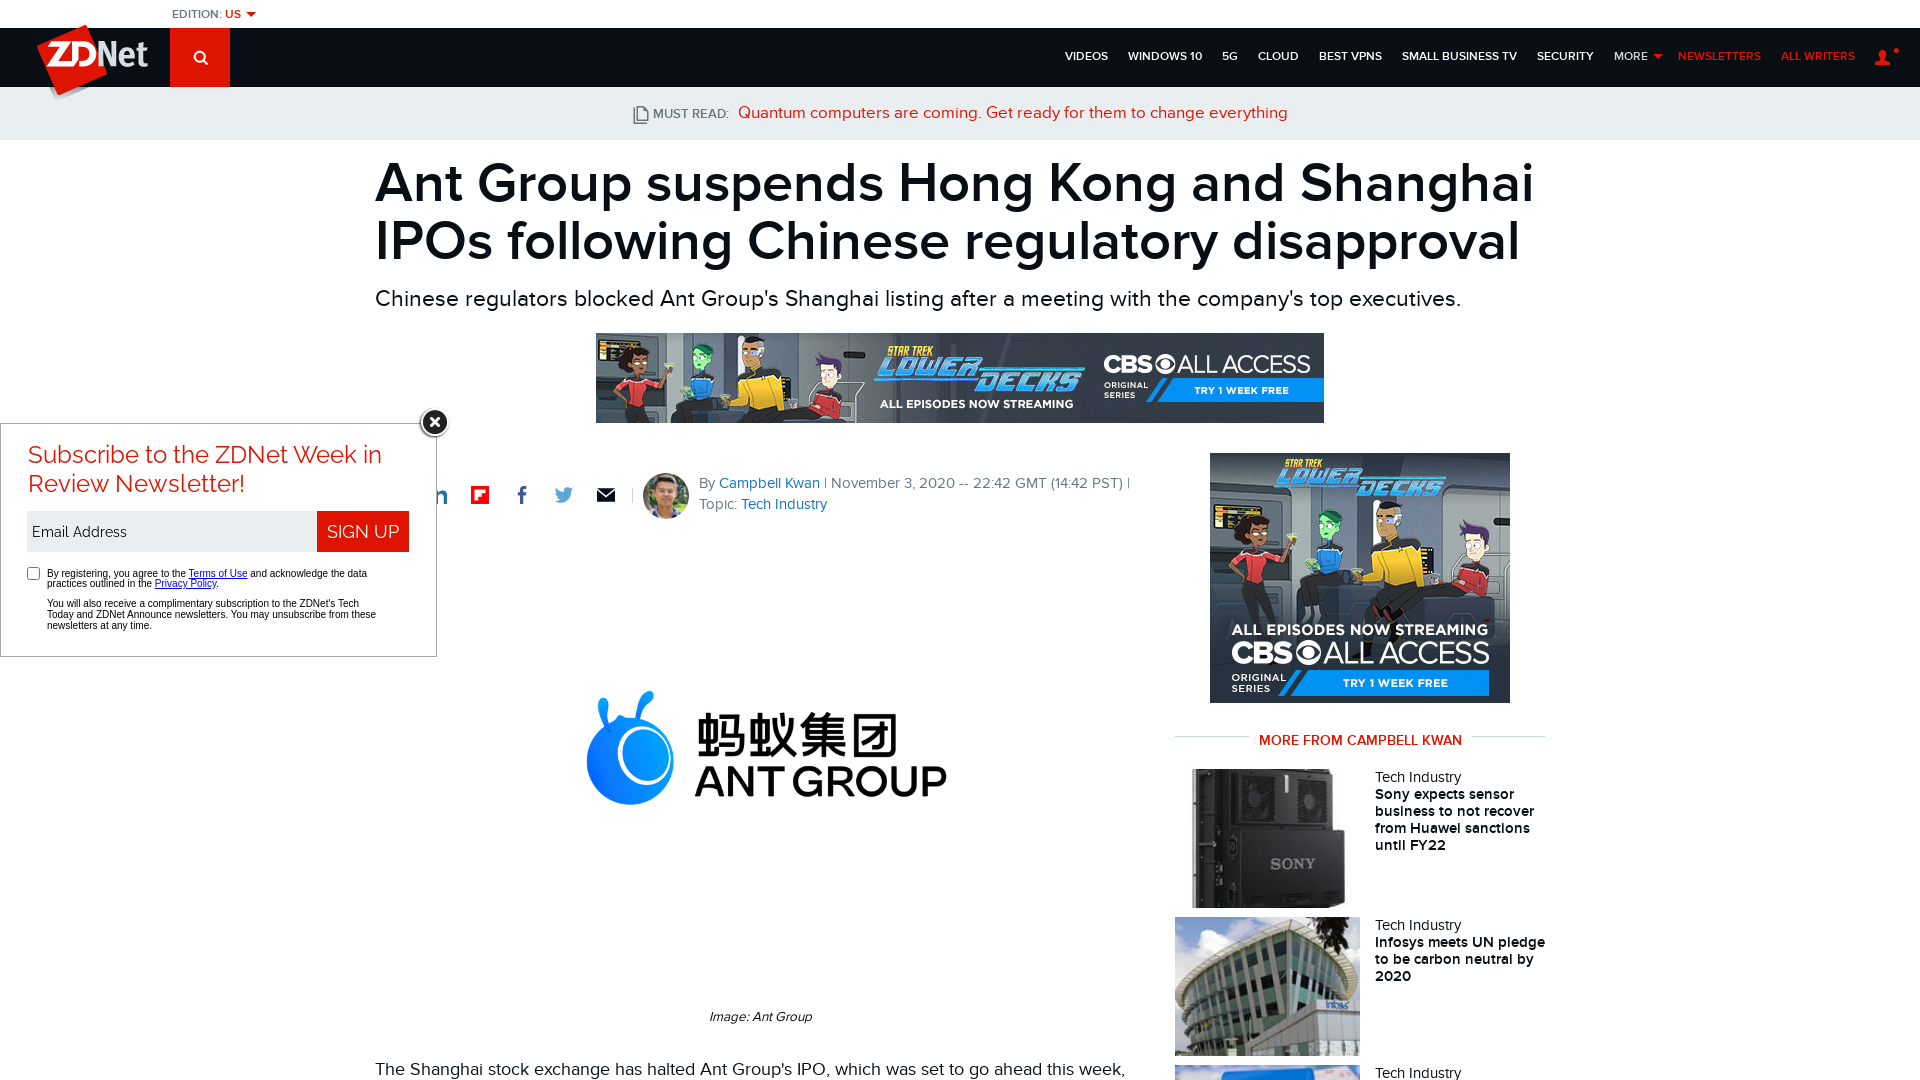 EDITION: US
ZDNet
VIDEOS WINDOWS 10 5G CLOUD BEST VPNS SMALL BUSINESS TV SECURITY MORE NEWSLETTERS ALL WRITERS
MUST READ: Quantum computers are coming. Get ready for them to change everything
Ant Group suspends Hong Kong and Shanghai
IPOs following Chinese regulatory disapproval
Chinese regulators blocked Ant Group's Shanghai listing after a meeting with the company's top executives.
STAR TREK
LOWER DECKS
ALL EPISODES NOW STREAMING
CBS ALL ACCESS
ORIGINAL
SERIES
TRY 1 WEEK FREE
Subscribe to the ZDNet Week in
Review Newsletter!
Email Address
SIGN UP
By registering, you agree to the Terms of Use and acknowledge the data
practices outlined in the Privacy Policy.
You will also receive a complimentary subscription to the ZDNet's Tech
Today and ZDNet Announce newsletters. You may unsubscribe from these
newsletters at any time.
By Campbell Kwan | November 3, 2020 -- 22:42 GMT (14:42 PST) |
Topic: Tech Industry
蚂蚁集团
ANT GROUP
Image: Ant Group
The Shanghai stock exchange has halted Ant Group's IPO, which was set to go ahead this week,
STAR TREK
LOWER DECKS
ALL EPISODES NOW STREAMING
CBS ALL ACCESS
ORIGINAL
SERIES
TRY 1 WEEK FREE
MORE FROM CAMPBELL KWAN
SONY
Tech Industry
Sony expects sensor
business to not recover
from Huawei sanctions
until FY22
Infosys
Tech Industry
Infosys meets UN pledge
to be carbon neutral by
2020
Tech Industry